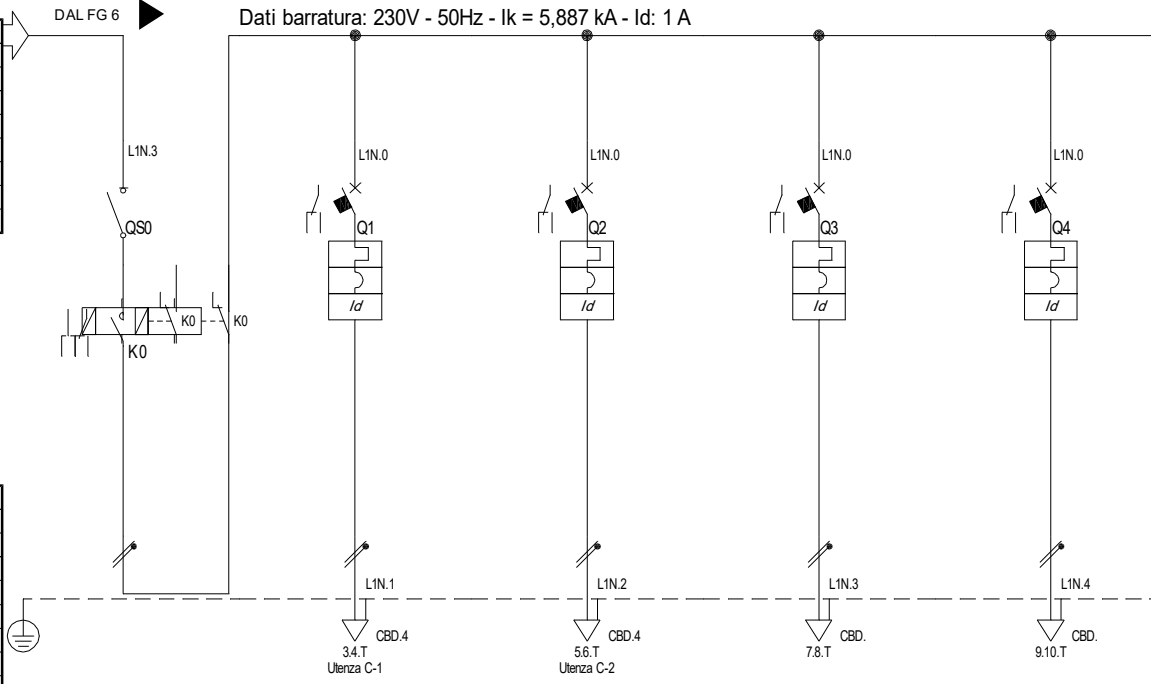 DAL FG 6
Dati barratura: 230V - 50Hz - Ik = 5,887 kA - Id: 1 A
L1N.3
L1N.0
L1N.0
L1N.0
L1N.0
QS0
Q1
Q2
Q3
Q4
Id
Id
Id
Id
K0
K0
K0
L1N.1
L1N.2
L1N.3
L1N.4
CBD.4
CBD.4
CBD.
CBD.
3.4.T
5.6.T
7.8.T
9.10.T
Utenza C-1
Utenza C-2